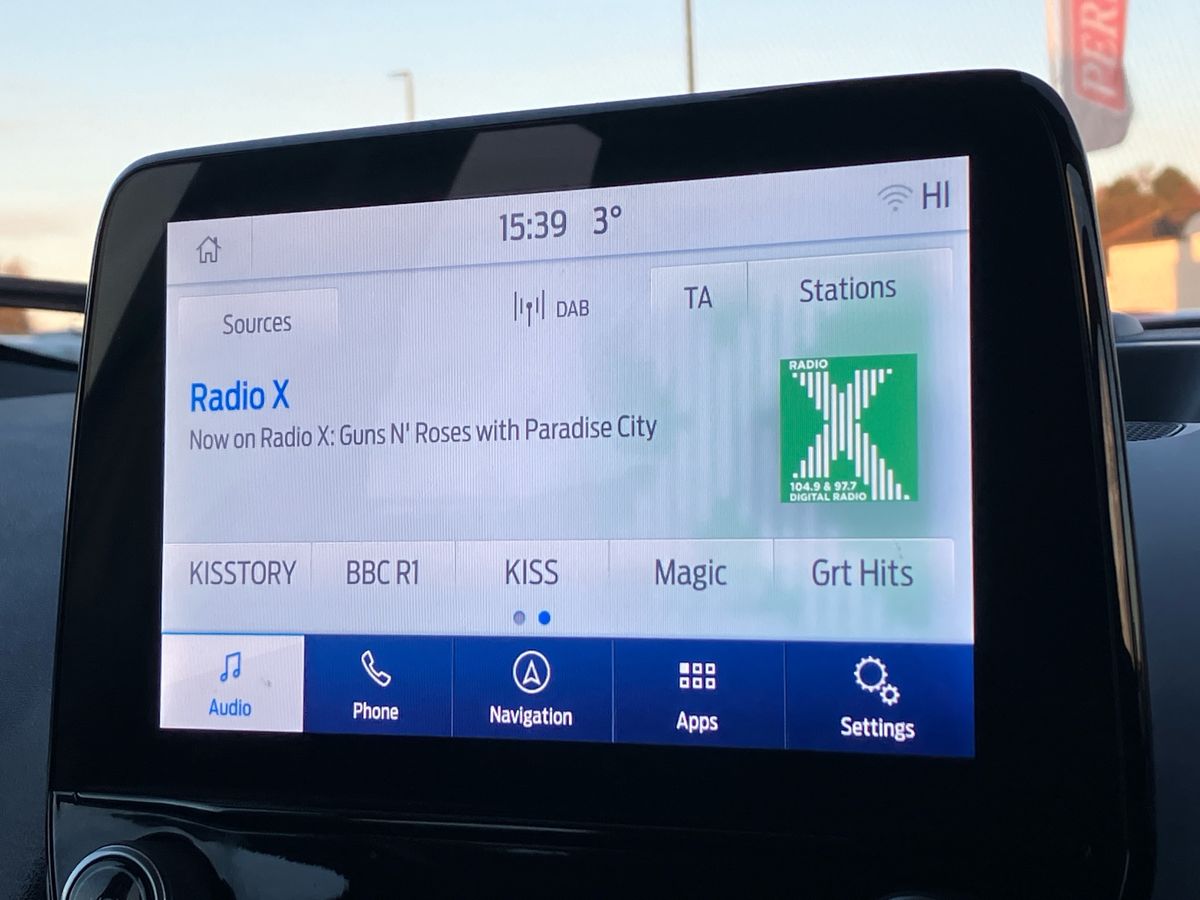 PER
15:39 3°
HI
Sources
DAB
TA
Stations
Radio X
Now on Radio X: Guns N' Roses with Paradise City
RADIO
X
104.9 & 97.7
DIGITAL RADIO
KISSTORY
BBC R1
KISS
Magic
Grt Hits
Audio
Phone
Navigation
Apps
Settings